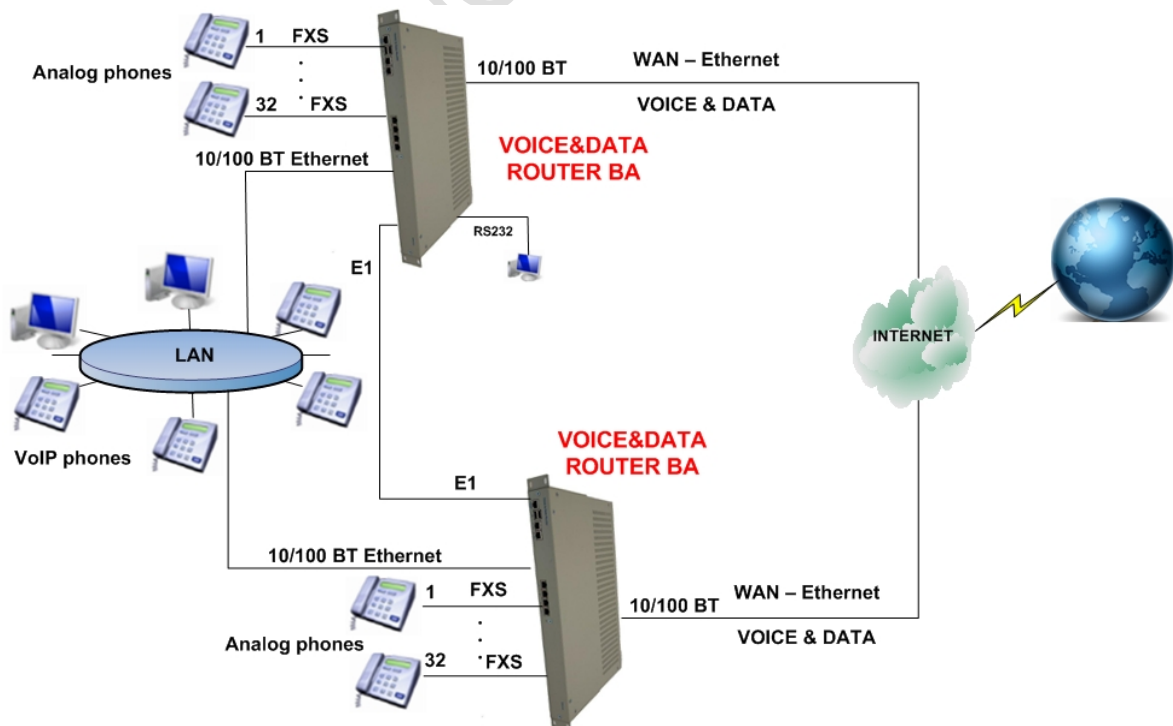 1 FXS
Analog phones
32 FXS
10/100 BT
WAN – Ethernet
VOICE & DATA
10/100 BT Ethernet
VOICE&DATA
ROUTER BA
RS232
E1
LAN
INTERNET
VoIP phones
VOICE&DATA
ROUTER BA
E1
10/100 BT Ethernet
1 FXS
Analog phones
32 FXS
10/100 BT
WAN – Ethernet
VOICE & DATA